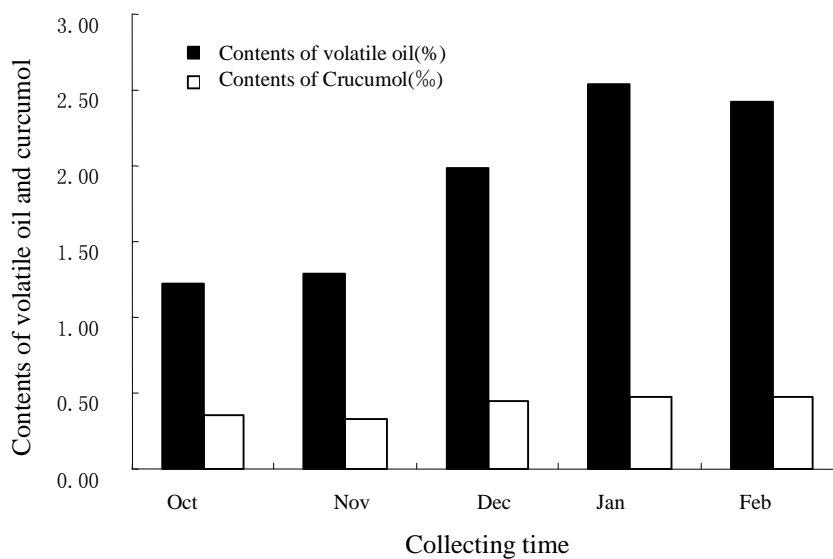 Contents of volatile oil and curcumol
3.00
2.50
2.00
1.50
1.00
0.50
0.00
Contents of volatile oil(%)
Contents of Crucumol(‰)
Oct Nov Dec Jan Feb
Collecting time